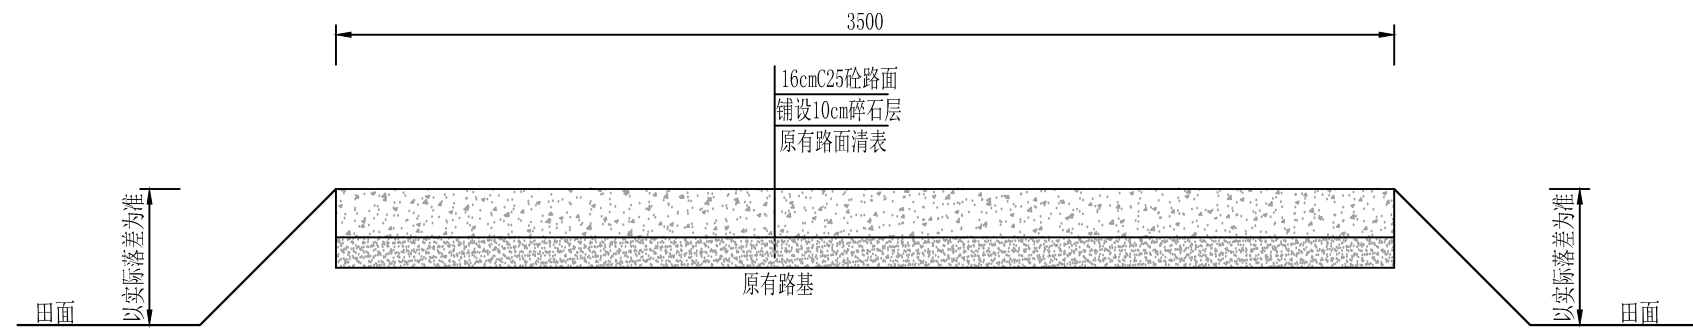 3500
16cmC25砼路面
铺设10cm碎石层
原有路面清表
以实际落差为准
以实际落差为准
原有路基
田面
田面